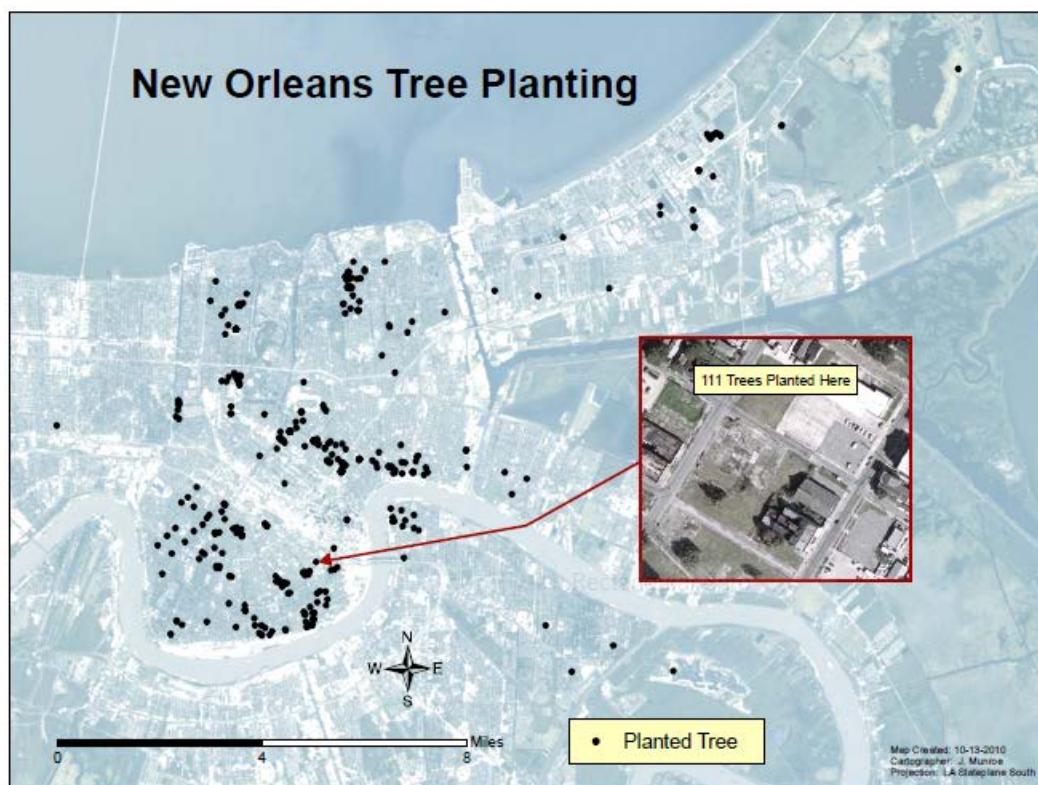 New Orleans Tree Planting
111 Trees Planted Here
N
W E
S
Miles
0 4 8
Planted Tree
Map Created: 10-13-2010
Cartographer: J. Munroe
Projection: LA Stateplane South